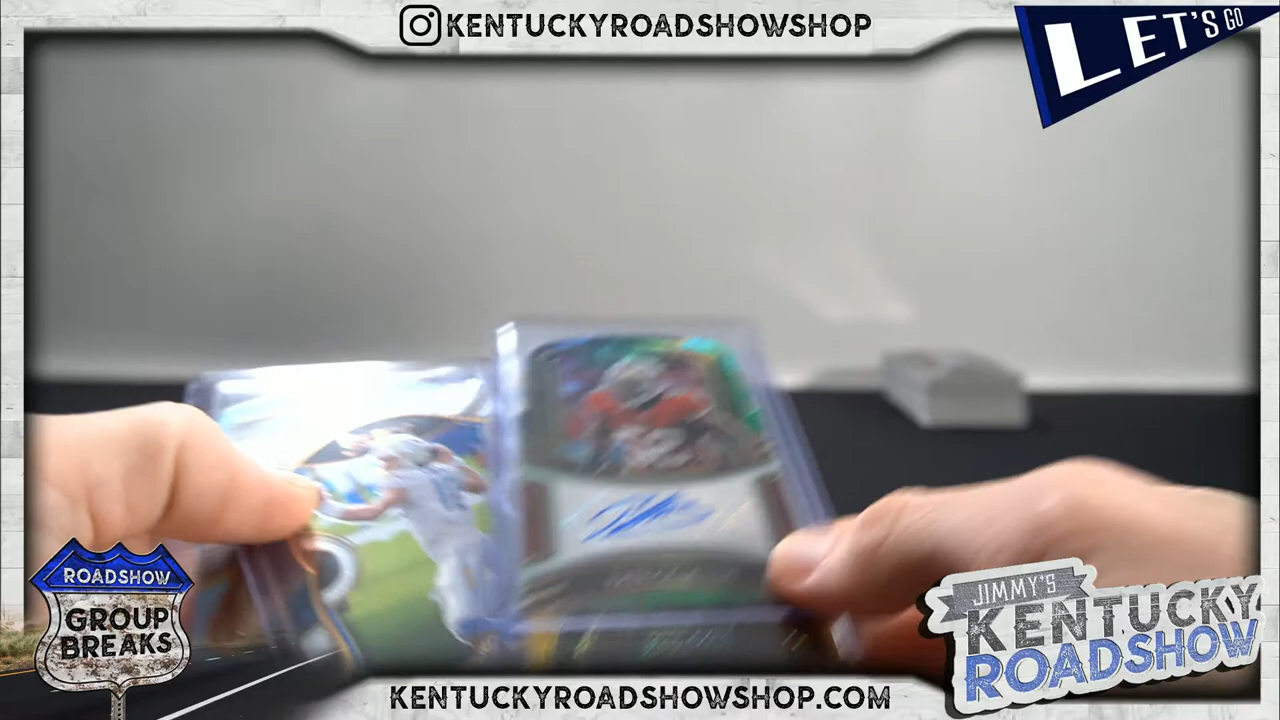 KENTUCKYROADSHOWSHOP
LET'S GO
ROADSHOW
GROUP
BREAKS
JIMMY'S
KENTUCKY
ROADSHOW
KENTUCKYROADSHOWSHOP.COM